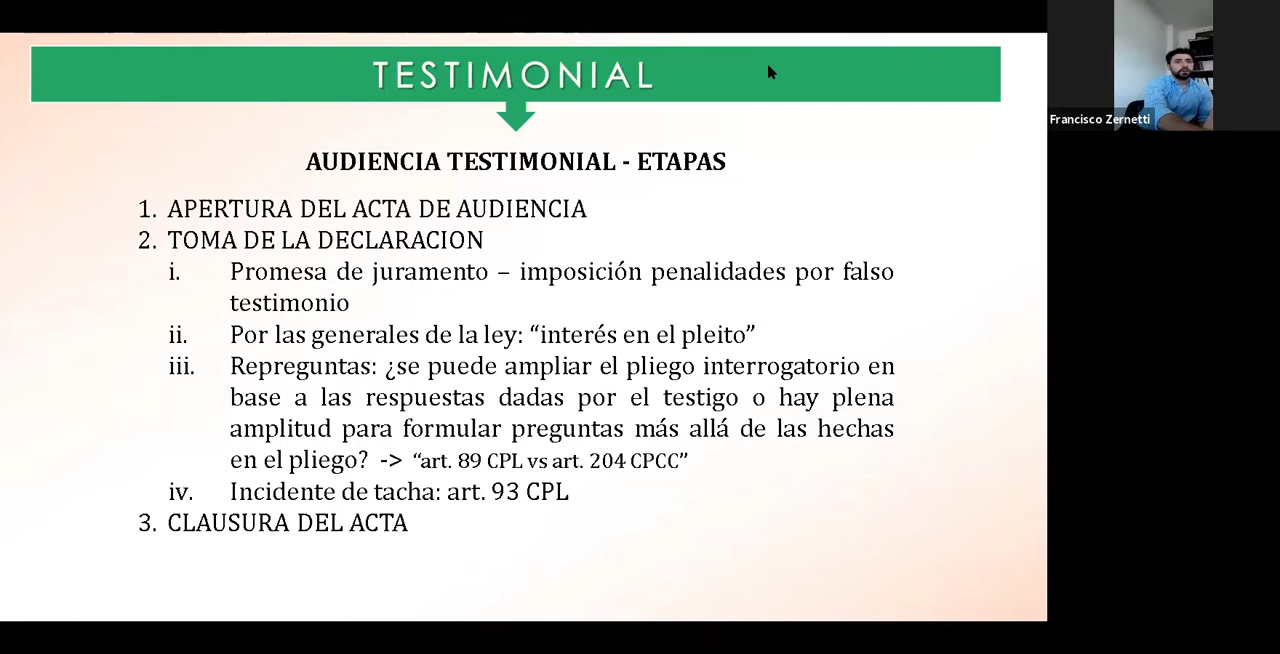 TESTIMONIAL
Francisco Zernetti
AUDIENCIA TESTIMONIAL - ETAPAS
1. APERTURA DEL ACTA DE AUDIENCIA
2. TOMA DE LA DECLARACION
i. Promesa de juramento – imposición penalidades por falso
testimonio
ii. Por las generales de la ley: “interés en el pleito”
iii. Repreguntas: ¿se puede ampliar el pliego interrogatorio en
base a las respuestas dadas por el testigo o hay plena
amplitud para formular preguntas más allá de las hechas
en el pliego? -> “art. 89 CPL vs art. 204 CPCC”
iv. Incidente de tacha: art. 93 CPL
3. CLAUSURA DEL ACTA